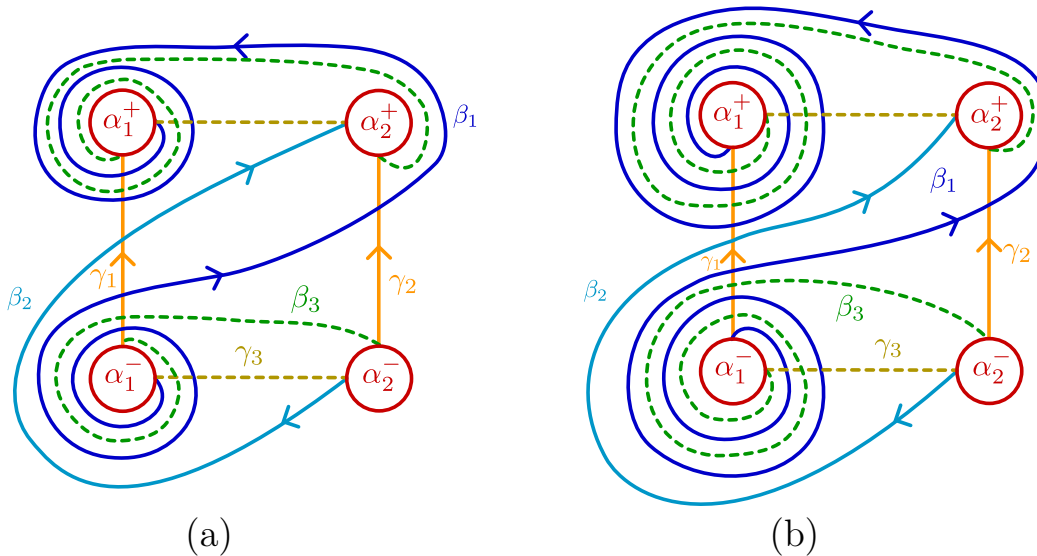 α₁⁺ α₂⁺ α₁⁺ α₂⁺
β₁ β₁
γ₁ γ₂ γ₁ γ₂
β₂ β₃ β₂ β₃
γ₃ γ₃
α₁⁻ α₂⁻ α₁⁻ α₂⁻
(a) (b)